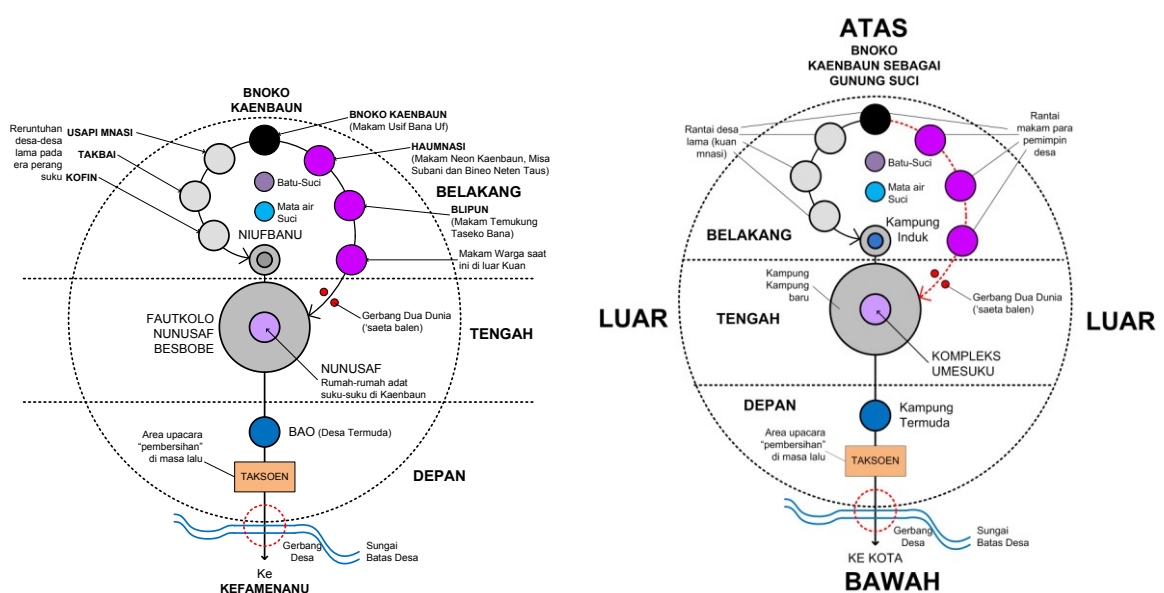 BNOKO
KAENBAUN
BNOKO KAENBAUN
(Makam Usif Bana Uf)
Reruntuhan
desa-desa
lama pada
era perang
suku
USAPI MNASI
TAKBAI
KOFIN
HAUMNASI
(Makam Neon Kaenbaun, Misa
Subani dan Bineo Neten Taus)
Batu-Suci
BELAKANG
Mata air
Suci
BLIPUN
(Makam Temukung
Taseko Bana)
NIUFBANU
Makam Warga saat
ini di luar Kuan
Gerbang Dua Dunia
('saeta balen)
FAUTKOLO
NUNUSAF
BESBOBE
TENGAH
NUNUSAF
Rumah-rumah adat
suku-suku di Kaenbaun
BAO (Desa Termuda)
Area upacara
"pembersihan"
di masa lalu
TAKSOEN
DEPAN
Gerbang
Desa
Sungai
Batas Desa
Ke
KEFAMENANU
ATAS
BNOKO
KAENBAUN SEBAGAI
GUNUNG SUCI
Rantai desa
lama (kuan
mnasi)
Rantai
makam para
pemimpin
desa
Batu-Suci
Mata air
Suci
Kampung
Induk
BELAKANG
Kampung
Kampung
baru
Gerbang Dua Dunia
('saeta balen)
LUAR
TENGAH
LUAR
KOMPLEKS
UMESUKU
DEPAN
Kampung
Termuda
Area upacara
"pembersihan"
di masa lalu
TAKSOEN
Gerbang
Desa
Sungai
Batas Desa
KE KOTA
BAWAH